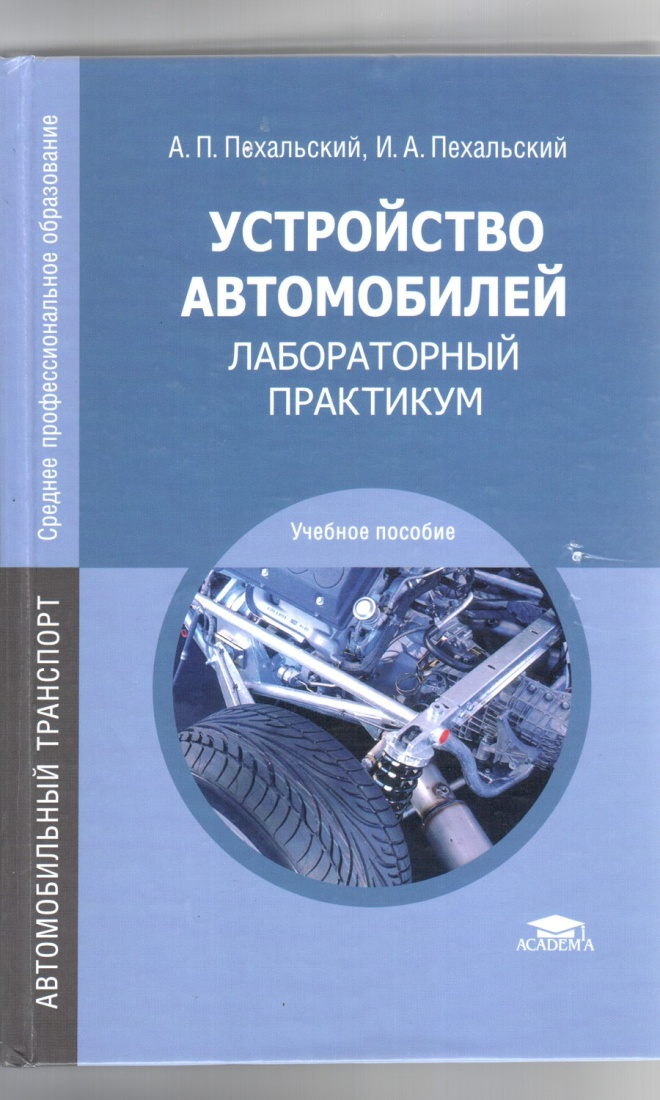 А. П. Пехальский, И. А. Пехальский
УСТРОЙСТВО
АВТОМОБИЛЕЙ
ЛАБОРАТОРНЫЙ
ПРАКТИКУМ
Учебное пособие
Среднее профессиональное образование
АВТОМОБИЛЬНЫЙ ТРАНСПОРТ
ACADEMA